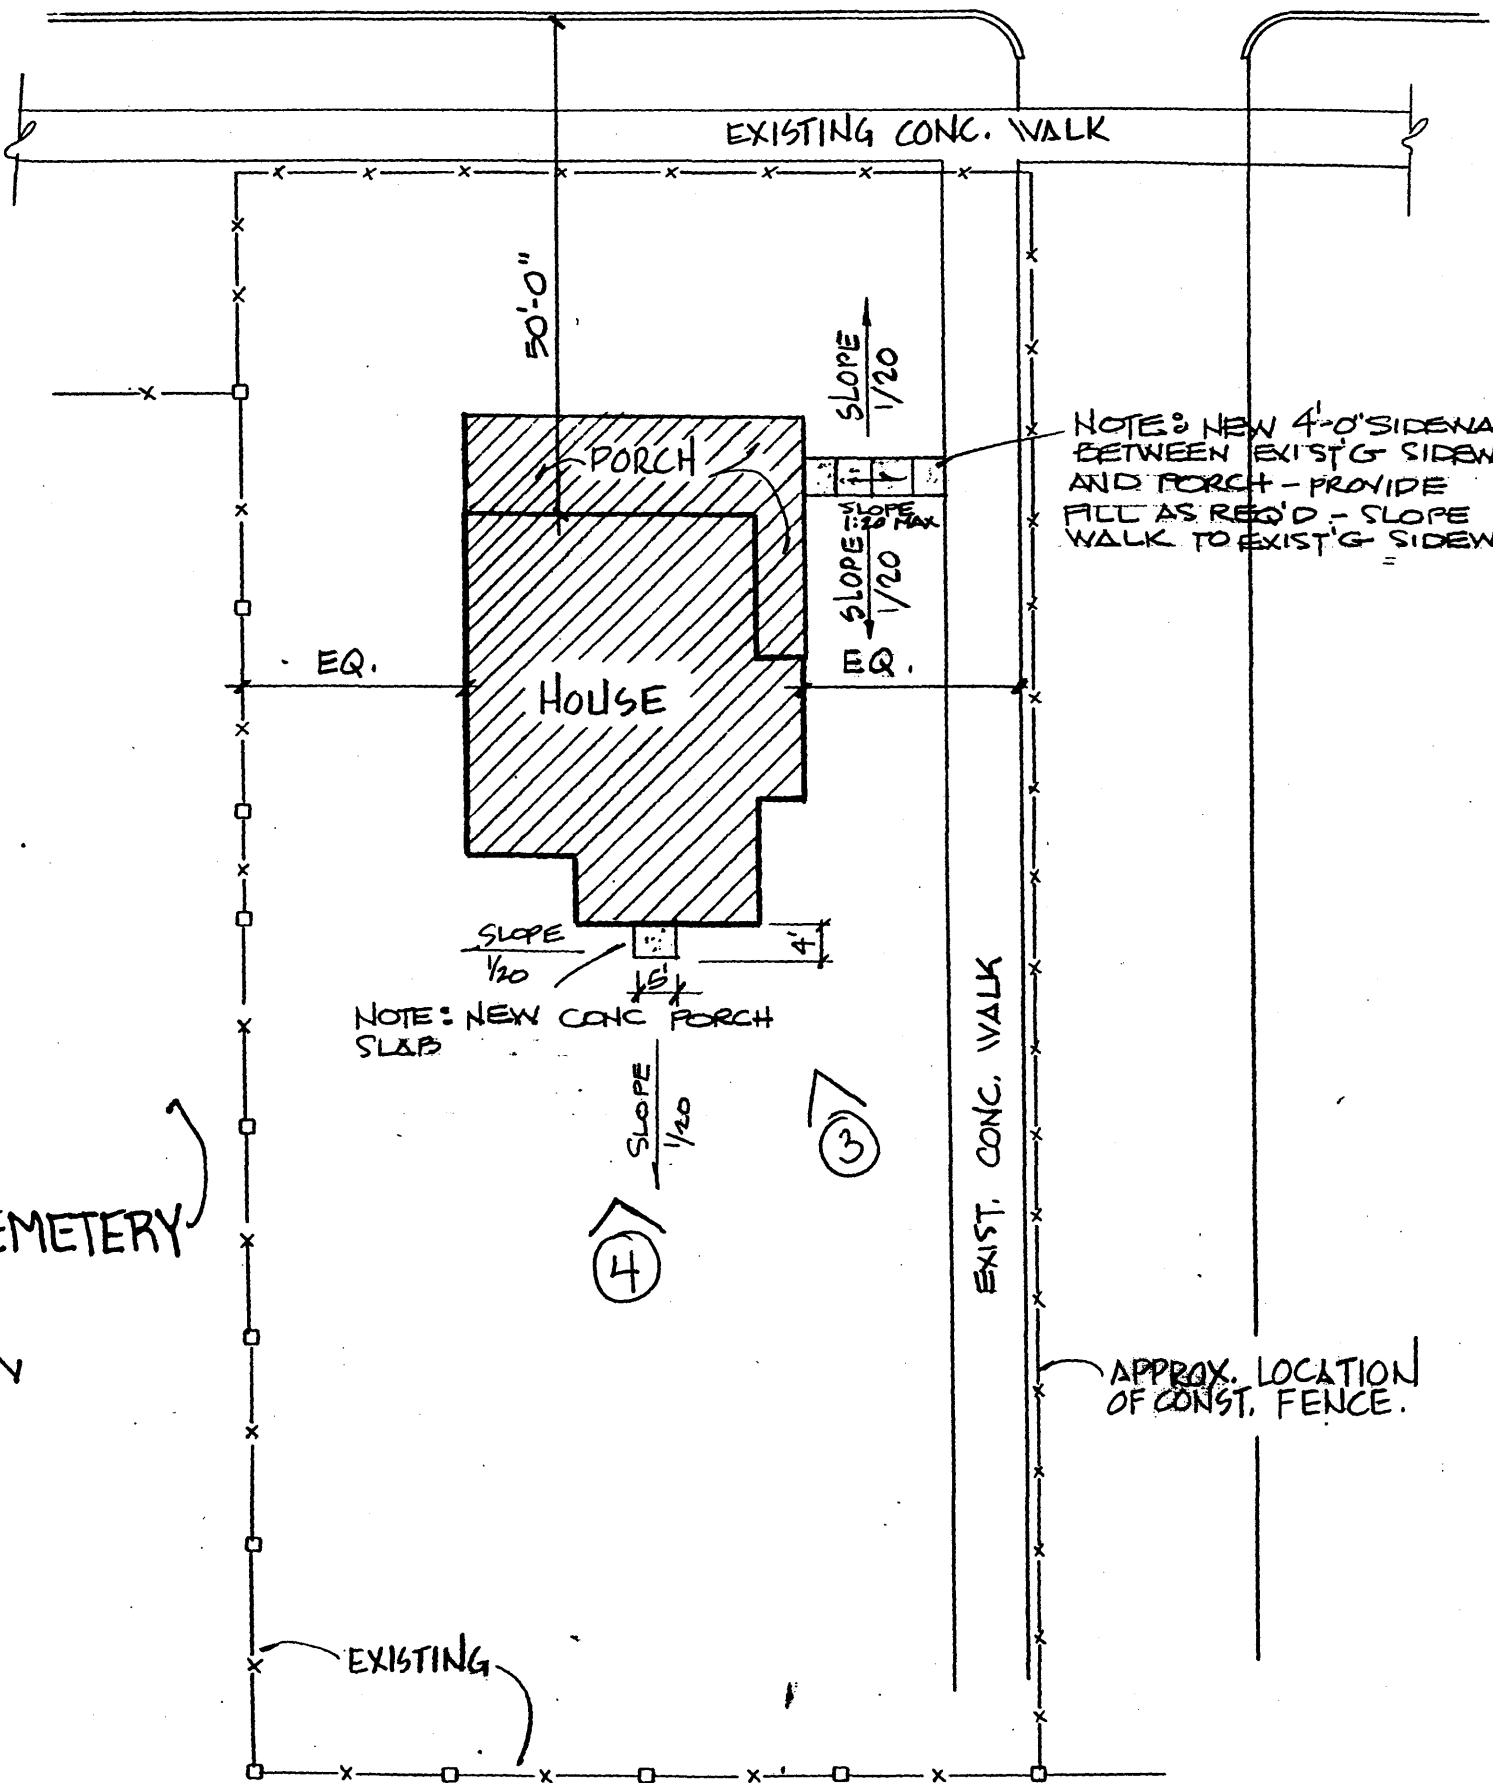 EXISTING CONC. WALK
50'-0"
SLOPE
1/20
PORCH
NOTE: NEW 4'-0" SIDEWA
BETWEEN EXIST'G SIDEW
AND PORCH - PROVIDE
FILL AS REQ'D - SLOPE
WALK TO EXIST'G SIDEW
SLOPE
1:20 MAX
SLOPE
1/20
EQ.
EQ.
HOUSE
SLOPE
1/20
4'
5'
NOTE: NEW CONC PORCH
SLAB
SLOPE
1/20
EXIST. CONC. WALK
3
EMETERY
4
N
APPROX. LOCATION
OF CONST. FENCE.
EXISTING